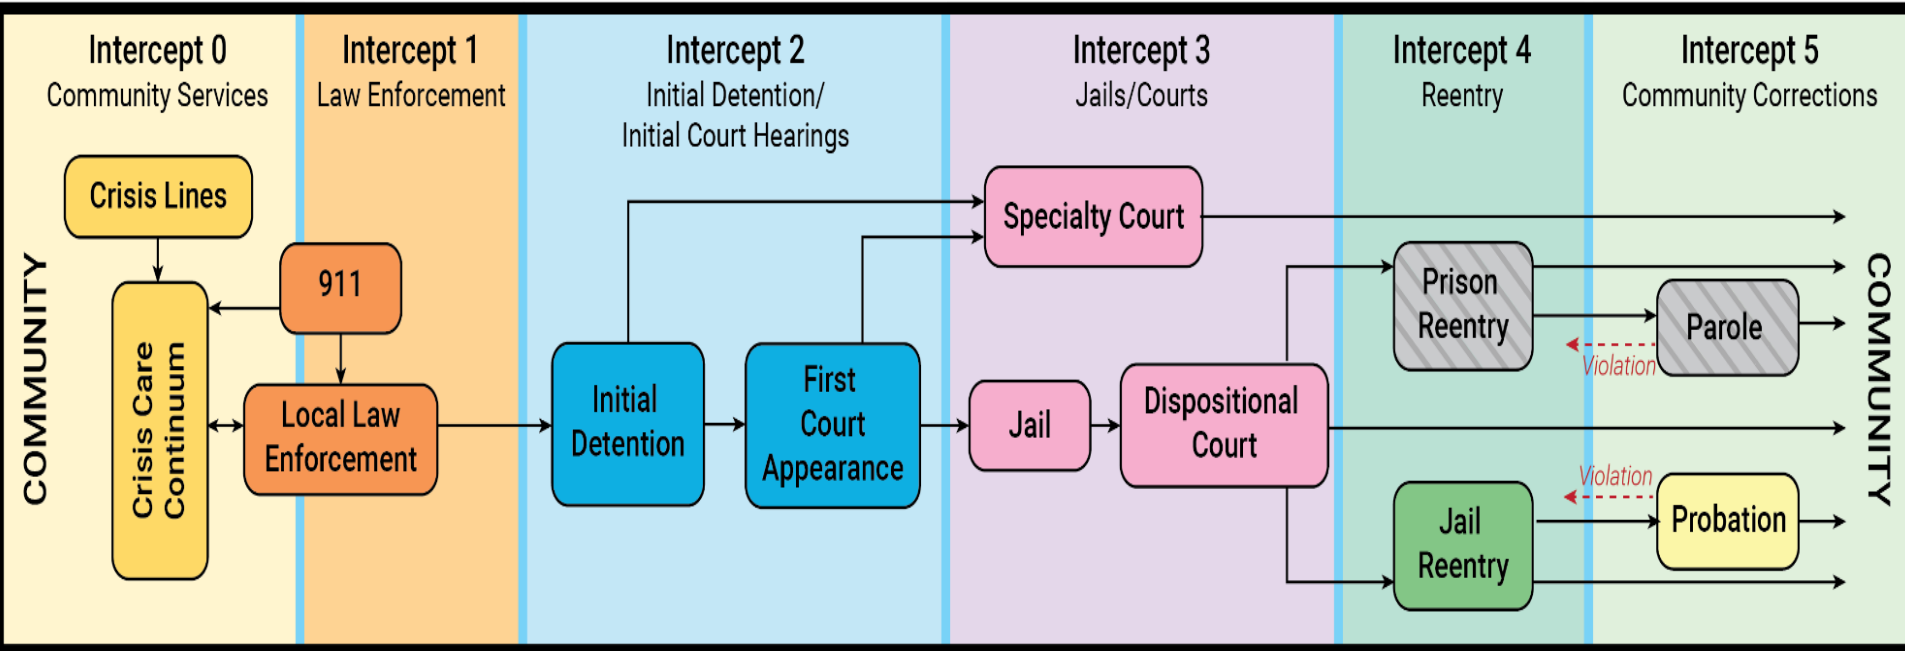 Intercept 0
Community Services
Intercept 1
Law Enforcement
Intercept 2
Initial Detention/
Initial Court Hearings
Intercept 3
Jails/Courts
Intercept 4
Reentry
Intercept 5
Community Corrections
COMMUNITY
Crisis Lines
Crisis Care
Continuum
911
Local Law
Enforcement
Initial
Detention
First
Court
Appearance
Specialty Court
Jail
Dispositional
Court
Prison
Reentry
Jail
Reentry
Parole
Violation
Violation
Probation
COMMUNITY